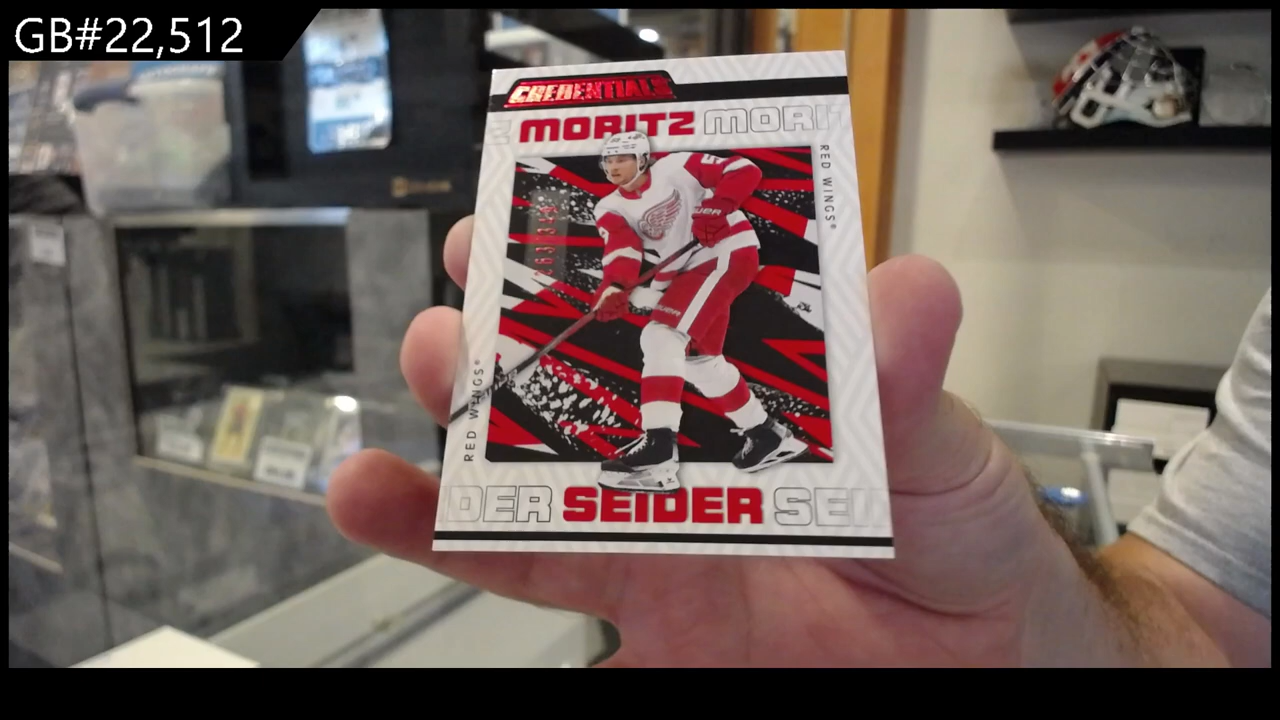 GB#22,512
CREDENTIALS
MORITZ MORIT
RED WINGS®
RED WINGS®
DER SEIDER SEI